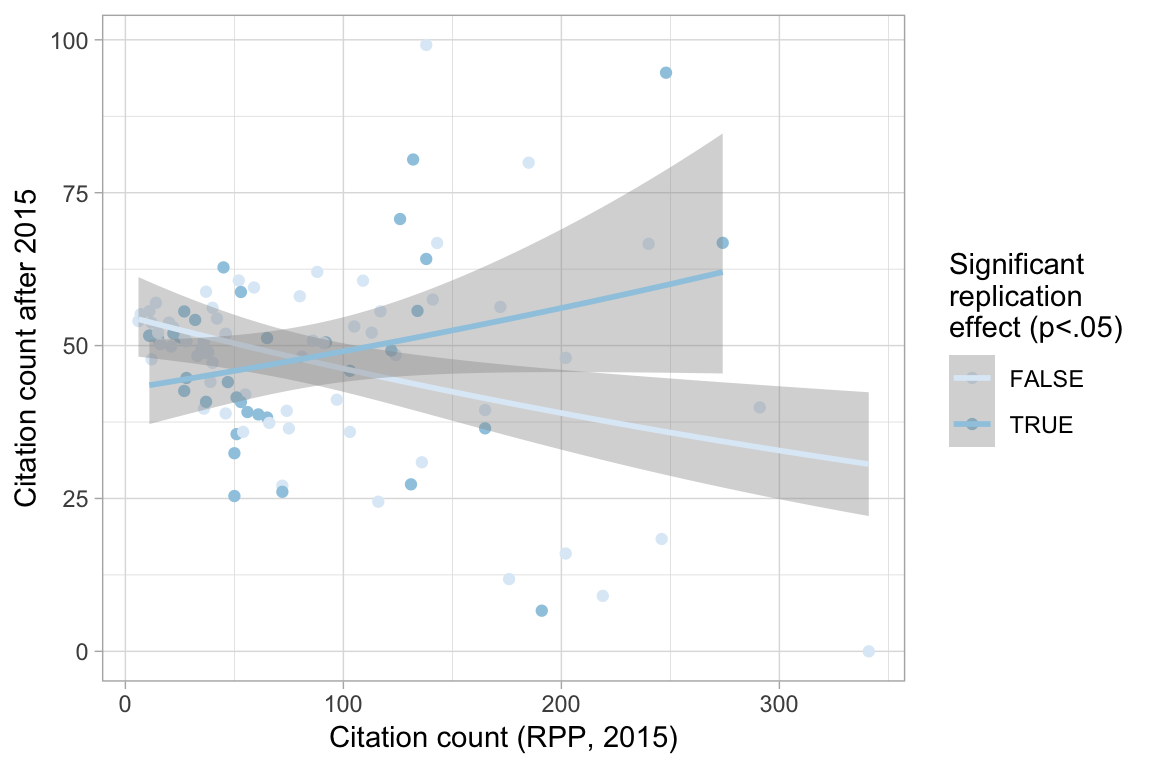 100
75
50
25
0
Citation count after 2015
0 100 200 300
Citation count (RPP, 2015)
Significant
replication
effect (p<.05)
FALSE
TRUE